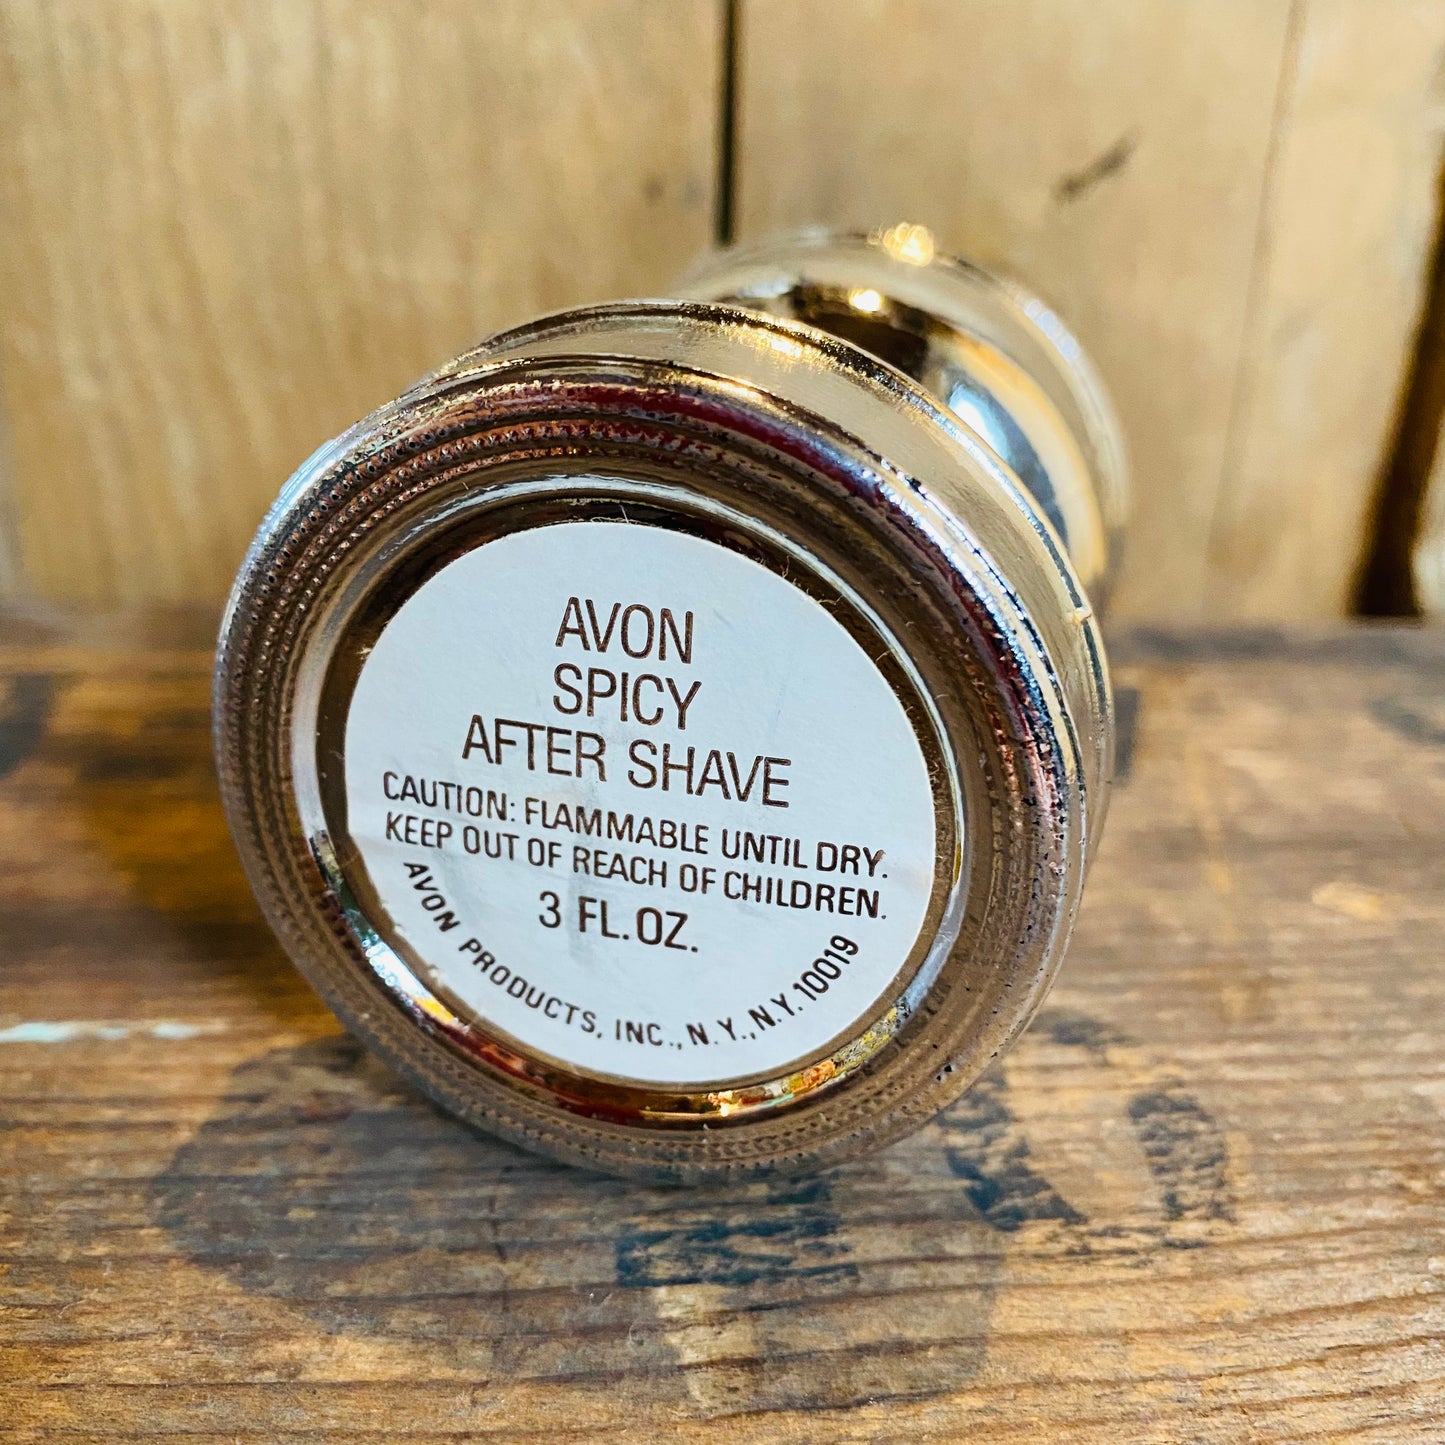 AVON
SPICY
AFTER SHAVE
CAUTION: FLAMMABLE UNTIL DRY.
KEEP OUT OF REACH OF CHILDREN.
3 FL.OZ.
AVON PRODUCTS, INC., N.Y., N.Y. 10019